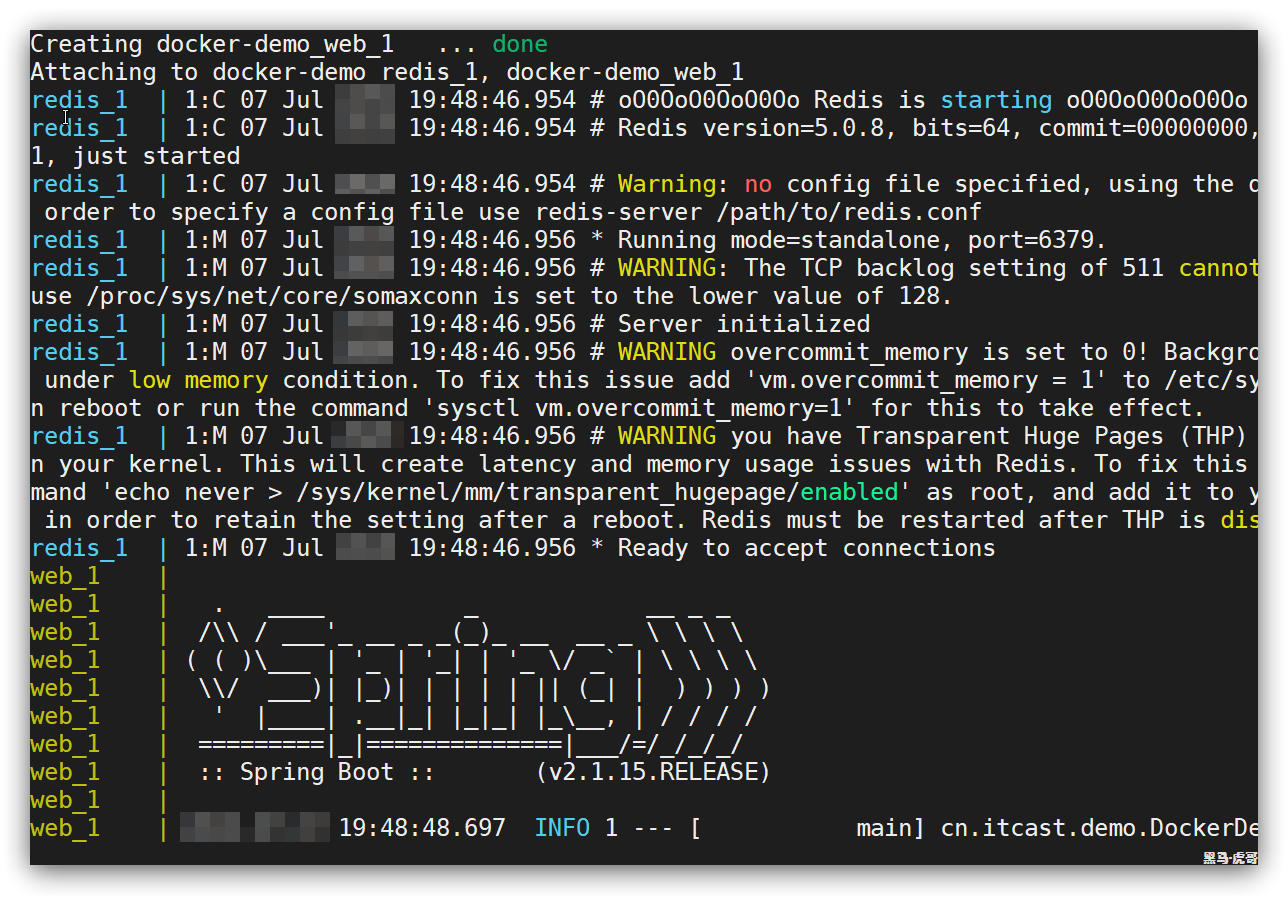 Creating docker-demo_web_1   ... done
Attaching to docker-demo_redis_1, docker-demo_web_1
redis_1  | 1:C 07 Jul 19:48:46.954 # oO0OoO0OoO0Oo Redis is starting oO0OoO0OoO0Oo
redis_1  | 1:C 07 Jul 19:48:46.954 # Redis version=5.0.8, bits=64, commit=00000000,
1, just started
redis_1  | 1:C 07 Jul 19:48:46.954 # Warning: no config file specified, using the
 order to specify a config file use redis-server /path/to/redis.conf
redis_1  | 1:M 07 Jul 19:48:46.956 * Running mode=standalone, port=6379.
redis_1  | 1:M 07 Jul 19:48:46.956 # WARNING: The TCP backlog setting of 511 cannot
use /proc/sys/net/core/somaxconn is set to the lower value of 128.
redis_1  | 1:M 07 Jul 19:48:46.956 # Server initialized
redis_1  | 1:M 07 Jul 19:48:46.956 # WARNING overcommit_memory is set to 0! Backgro
 under low memory condition. To fix this issue add 'vm.overcommit_memory = 1' to /etc/sy
n reboot or run the command 'sysctl vm.overcommit_memory=1' for this to take effect.
redis_1  | 1:M 07 Jul 19:48:46.956 # WARNING you have Transparent Huge Pages (THP)
n your kernel. This will create latency and memory usage issues with Redis. To fix this
mand 'echo never > /sys/kernel/mm/transparent_hugepage/enabled' as root, and add it to y
 in order to retain the setting after a reboot. Redis must be restarted after THP is dis
redis_1  | 1:M 07 Jul 19:48:46.956 * Ready to accept connections
web_1    |
web_1    |   .   ____          _            __ _ _
web_1    |  /\\ / ___'_ __ _ _(_)_ __  __ _ \ \ \ \
web_1    | ( ( )\___ | '_ | '_| | '_ \/ _` | \ \ \ \
web_1    |  \\/  ___)| |_)| | | | | || (_| |  ) ) ) )
web_1    |   '  |____| .__|_| |_|_| |_\__, | / / / /
web_1    |  =========|_|==============|___/=/_/_/_/
web_1    |  :: Spring Boot ::       (v2.1.15.RELEASE)
web_1    |
web_1    | 19:48:48.697  INFO 1 --- [           main] cn.itcast.demo.DockerDe
黑马·虎哥